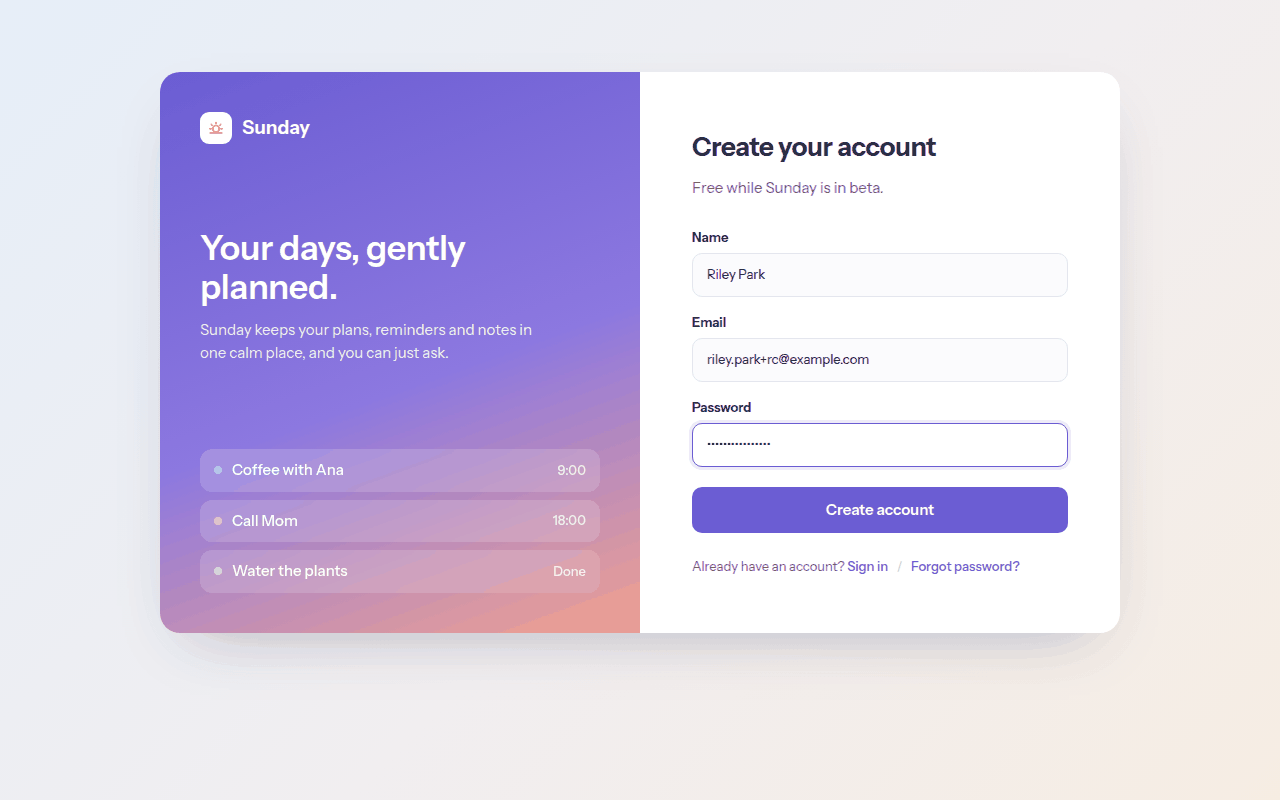 Sunday
Your days, gently
planned.
Sunday keeps your plans, reminders and notes in
one calm place, and you can just ask.
Coffee with Ana 9:00
Call Mom 18:00
Water the plants Done
Create your account
Free while Sunday is in beta.
Name
Riley Park
Email
riley.park+rc@example.com
Password
••••••••••••••••
Create account
Already have an account? Sign in / Forgot password?